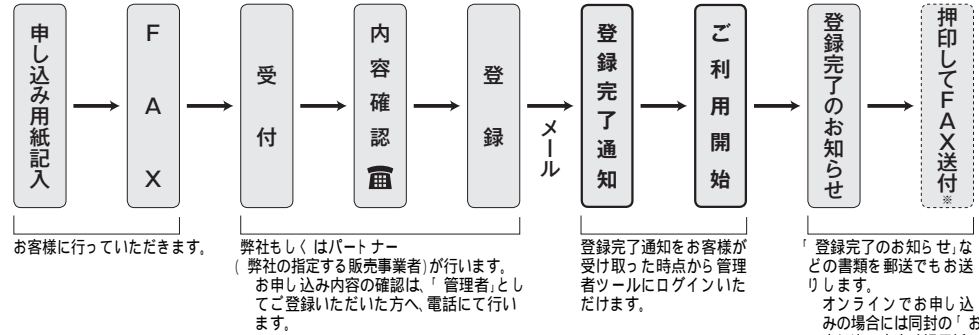 申し込み用紙記入
FAX
受付
内容確認☎
登録
メール
登録完了通知
ご利用開始
登録完了のお知らせ
押印してFAX送付※
お客様に行っていただきます。
弊社もしくはパートナー
(弊社の指定する販売事業者)が行います。
お申し込み内容の確認は、「管理者」とし
てご登録いただいた方へ、電話にて行い
ます。
登録完了通知をお客様が
受け取った時点から管理
者ツールにログインいた
だけます。
「登録完了のお知らせ」な
どの書類を郵送でもお送
りします。
オンラインでお申し込
みの場合には同封の「お